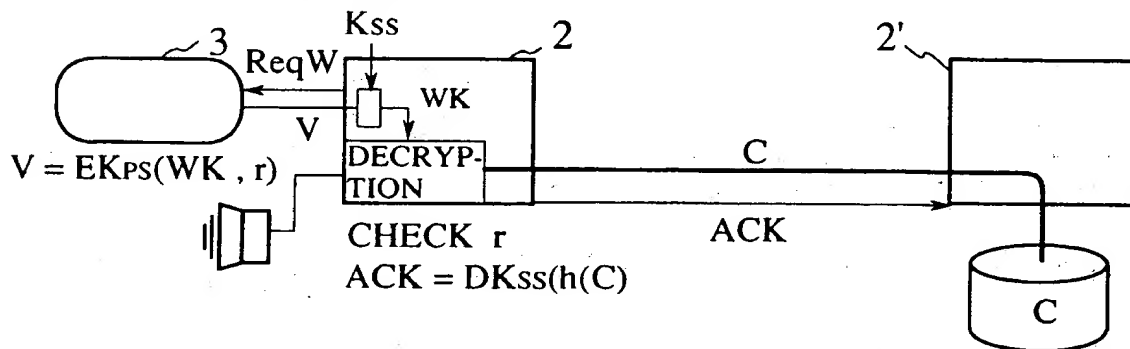 3
ReqW
Kss
2
2'
WK
V
V = EKPS(WK , r)
DECRYP-
TION
C
ACK
CHECK r
ACK = DKss(h(C)
C